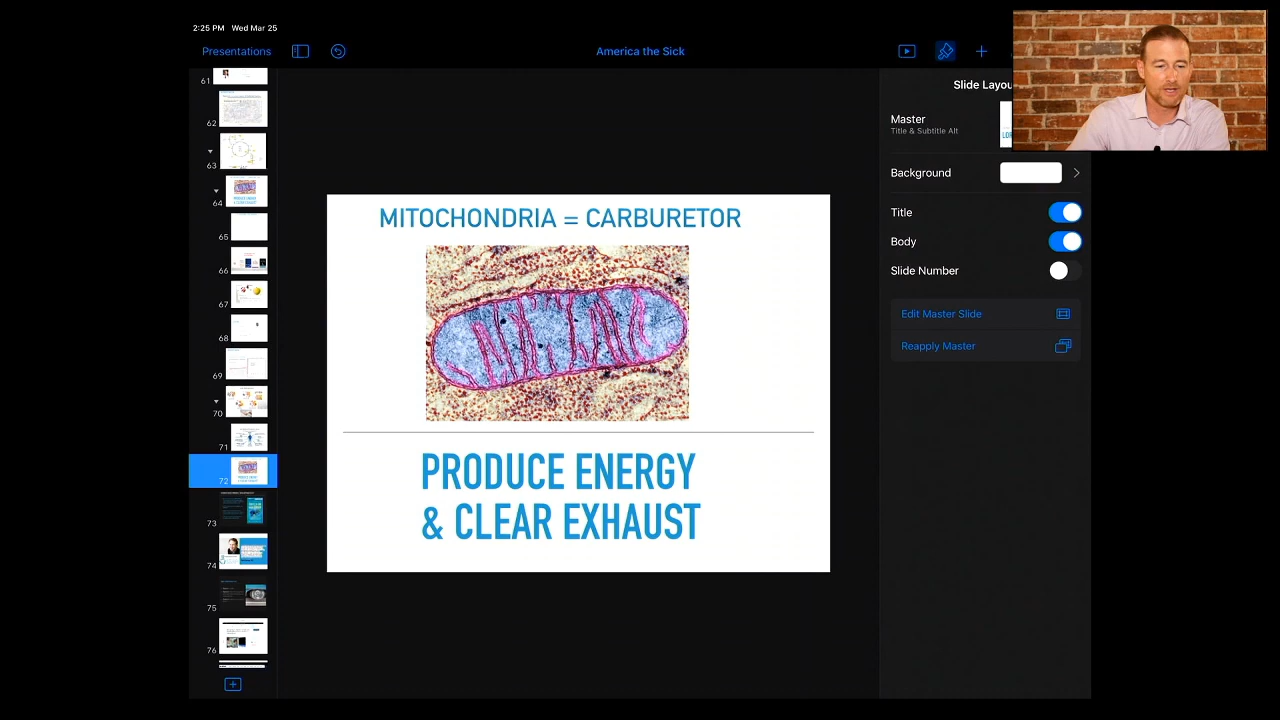 2:25 PM Wed Mar 25
Presentations
America the Sick
61
62
63
64
65
66
67
68
69
70
71
72
73
74
75
76
MITOCHONDRIA = CARBURETOR
PRODUCE ENERGY
& CLEAR EXHAUST
Slide Layou
Master
Title & Subtitle Alt
Background
Title
Body
Slide Number
Edit Master Slide
Reapply Master